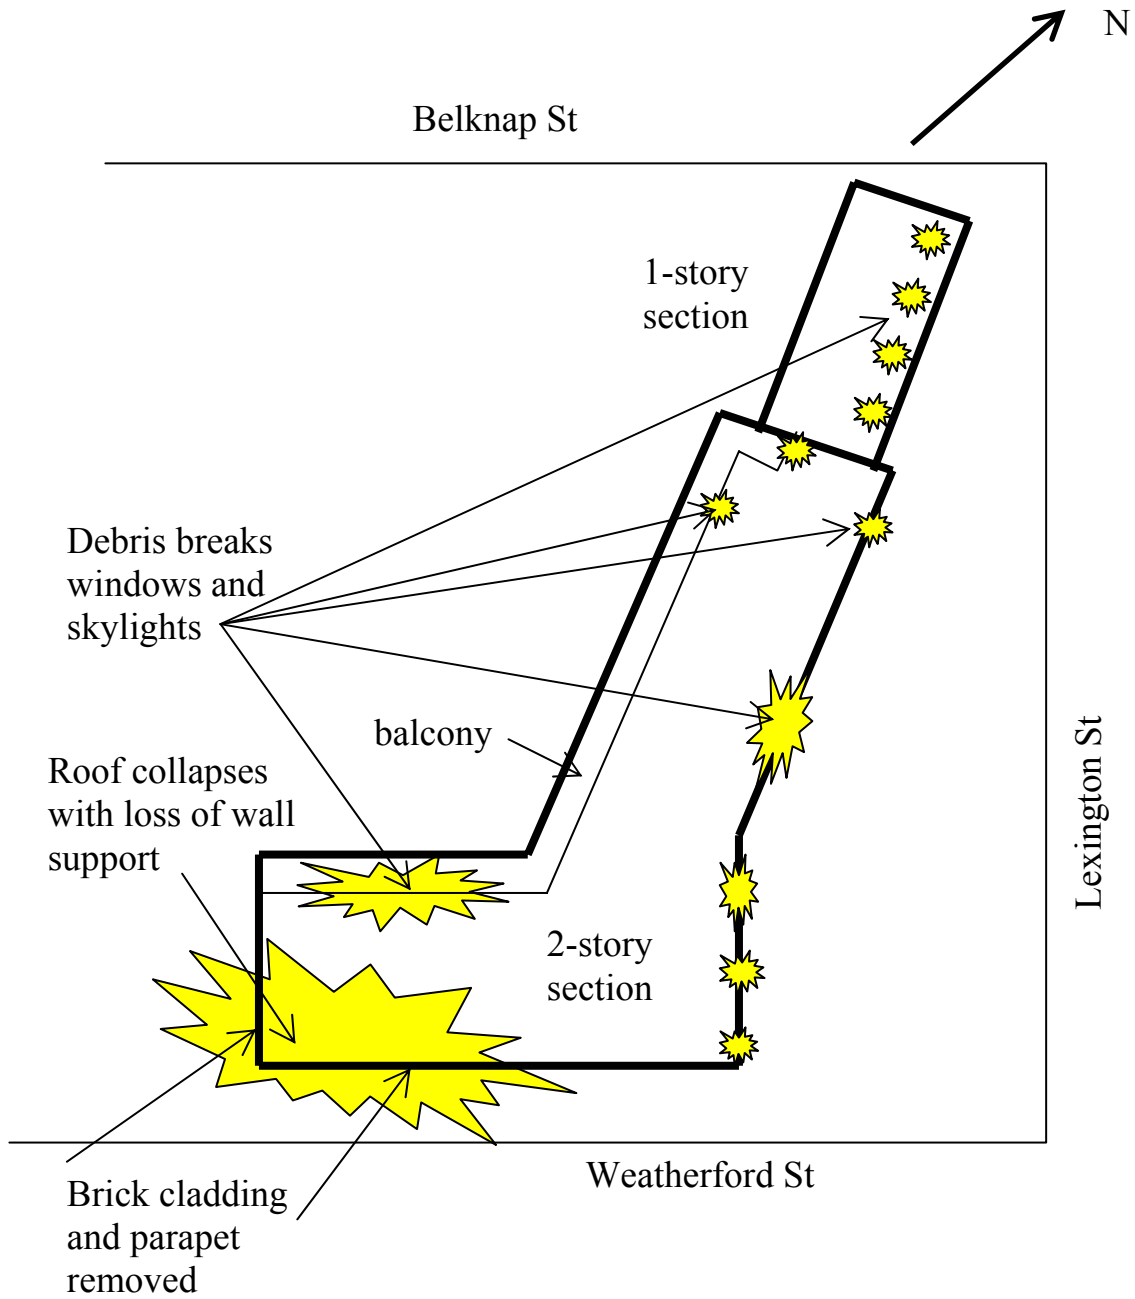 N
Belknap St
1-story
section
Debris breaks
windows and
skylights
balcony
Roof collapses
with loss of wall
support
Lexington St
2-story
section
Weatherford St
Brick cladding
and parapet
removed